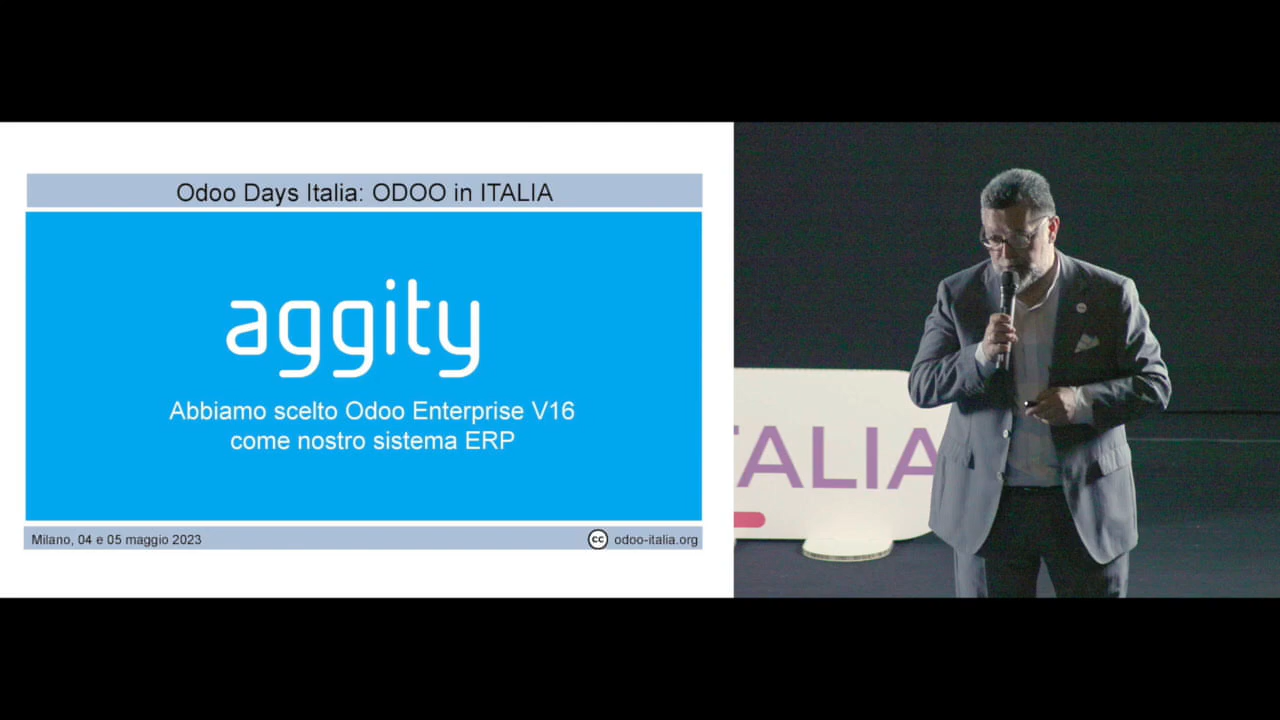 Odoo Days Italia: ODOO in ITALIA
aggity
Abbiamo scelto Odoo Enterprise V16
come nostro sistema ERP
Milano, 04 e 05 maggio 2023
cc odoo-italia.org
TALIA